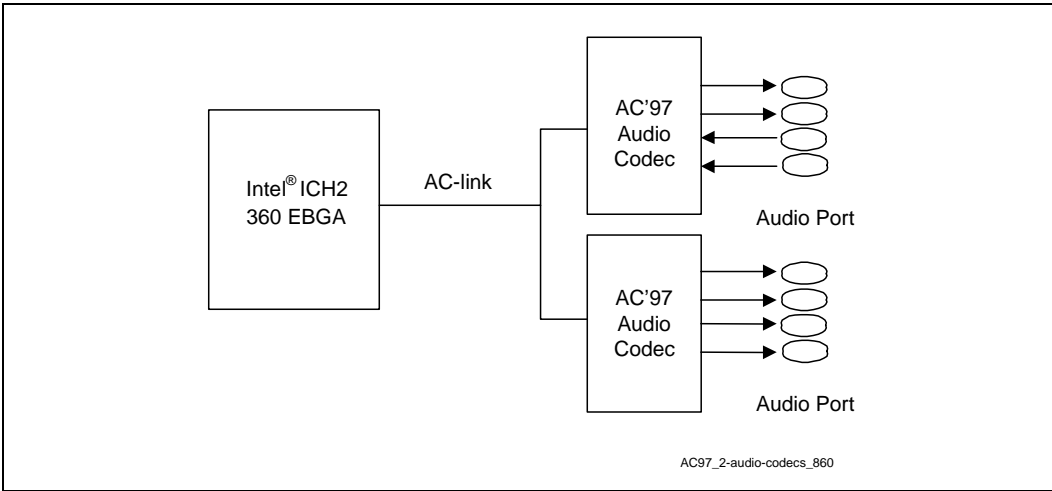 Intel® ICH2
360 EBGA
AC-link
AC’97
Audio
Codec
Audio Port
AC’97
Audio
Codec
Audio Port
AC97_2-audio-codecs_860